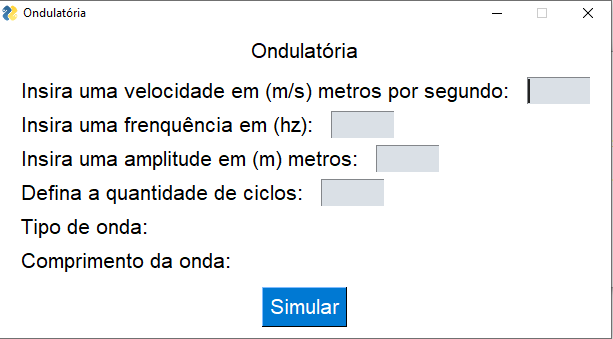 Ondulatória
Ondulatória
Insira uma velocidade em (m/s) metros por segundo:
Insira uma frenquência em (hz):
Insira uma amplitude em (m) metros:
Defina a quantidade de ciclos:
Tipo de onda:
Comprimento da onda:
Simular